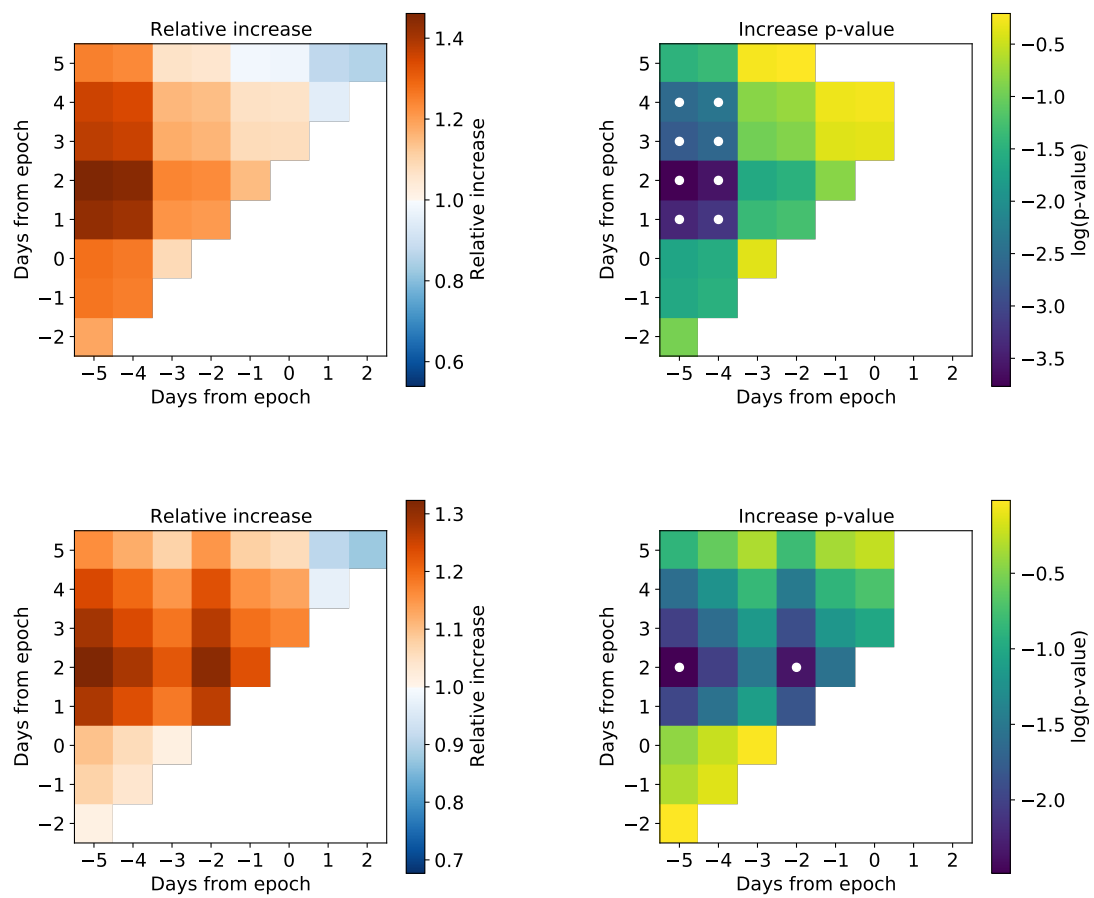 Relative increase
Days from epoch
5
4
3
2
1
0
−1
−2
−5 −4 −3 −2 −1 0 1 2
Days from epoch
1.4
1.2
1.0
0.8
0.6
Relative increase
Increase p-value
Days from epoch
5
4
3
2
1
0
−1
−2
−5 −4 −3 −2 −1 0 1 2
Days from epoch
−0.5
−1.0
−1.5
−2.0
−2.5
−3.0
−3.5
log(p-value)
Relative increase
Days from epoch
5
4
3
2
1
0
−1
−2
−5 −4 −3 −2 −1 0 1 2
Days from epoch
1.3
1.2
1.1
1.0
0.9
0.8
0.7
Relative increase
Increase p-value
Days from epoch
5
4
3
2
1
0
−1
−2
−5 −4 −3 −2 −1 0 1 2
Days from epoch
−0.5
−1.0
−1.5
−2.0
log(p-value)